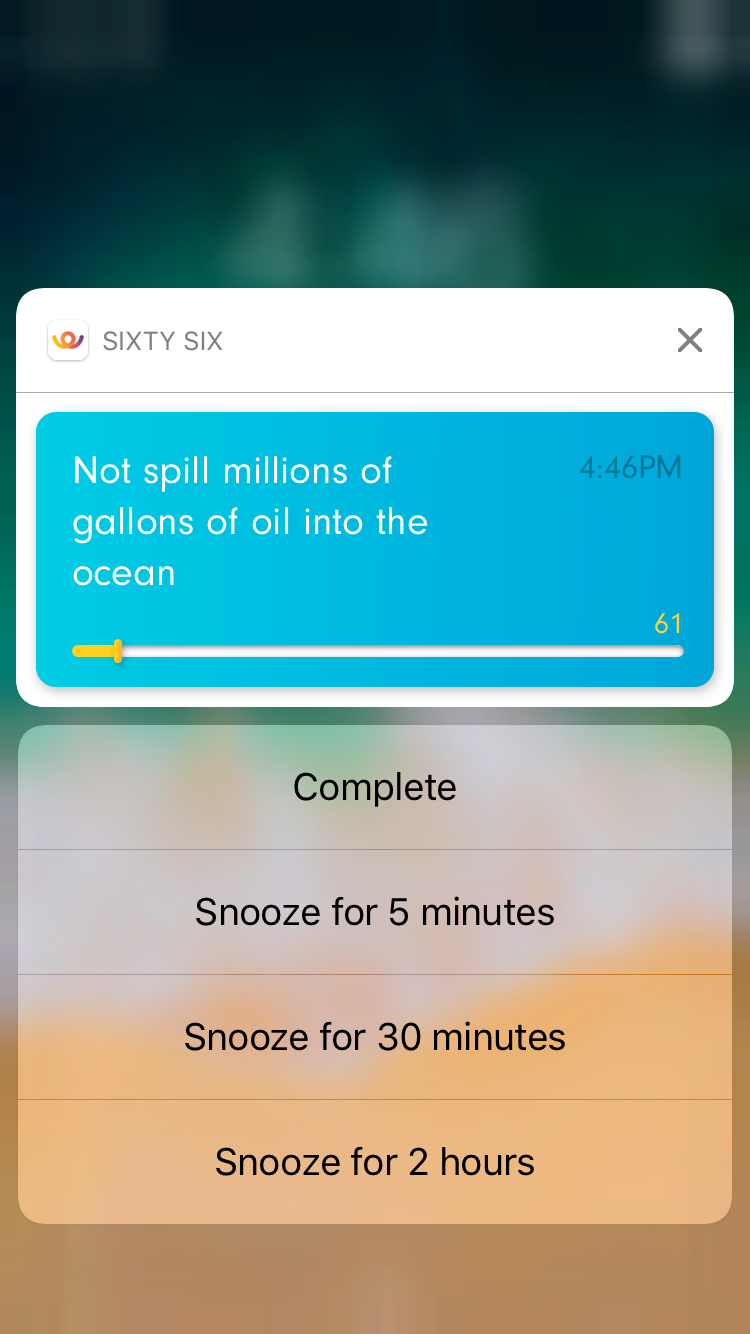 SIXTY SIX
Not spill millions of
gallons of oil into the
ocean
4:46PM
61
Complete
Snooze for 5 minutes
Snooze for 30 minutes
Snooze for 2 hours